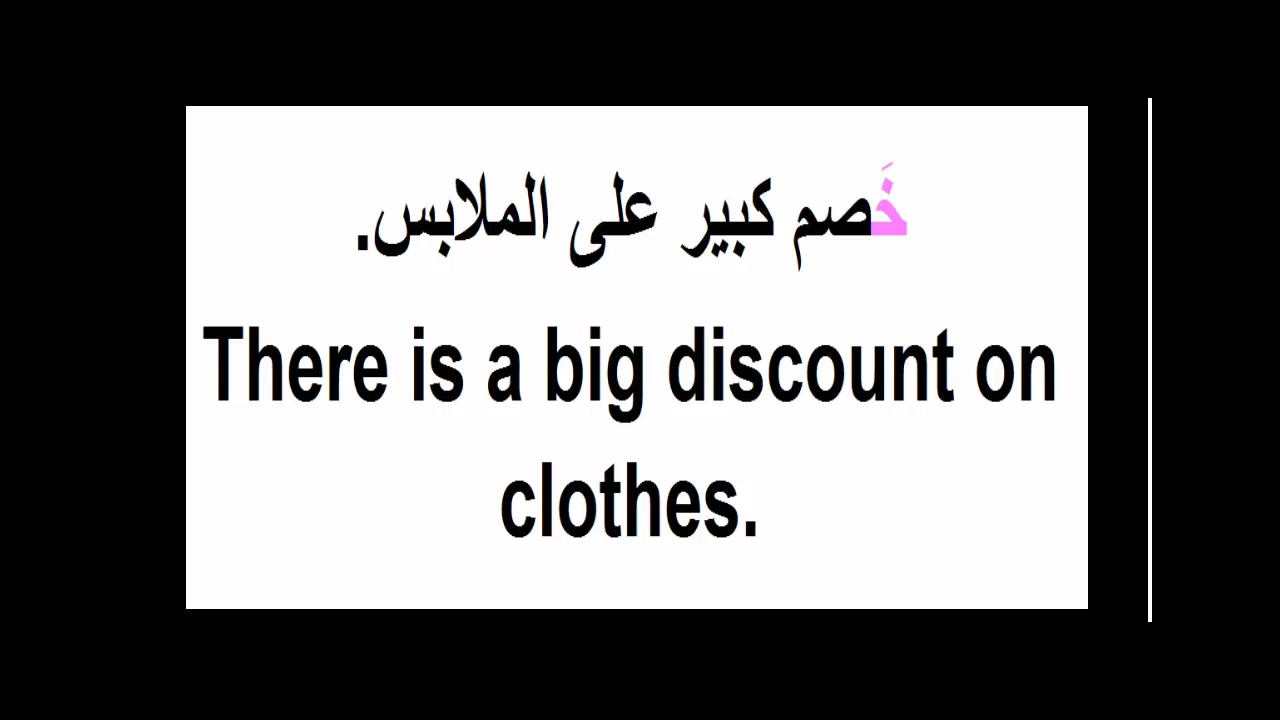 خَصم كبير على الملابس.
There is a big discount on
clothes.